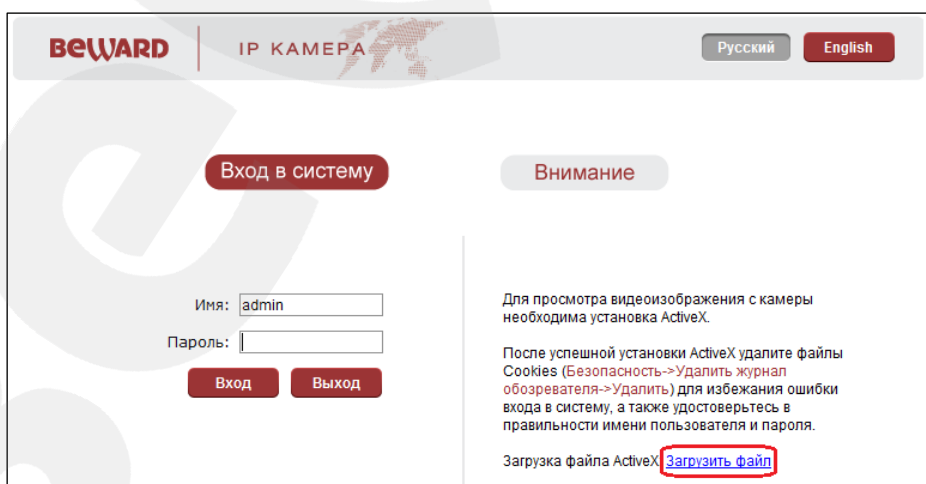 BEWARD IP КАМЕРА Русский English
Вход в систему
Внимание
Имя: admin
Пароль:
Вход Выход
Для просмотра видеоизображения с камеры
необходима установка ActiveX.
После успешной установки ActiveX удалите файлы
Cookies (Безопасность->Удалить журнал
обозревателя->Удалить) для избежания ошибки
входа в систему, а также удостоверьтесь в
правильности имени пользователя и пароля.
Загрузка файла ActiveX Загрузить файл